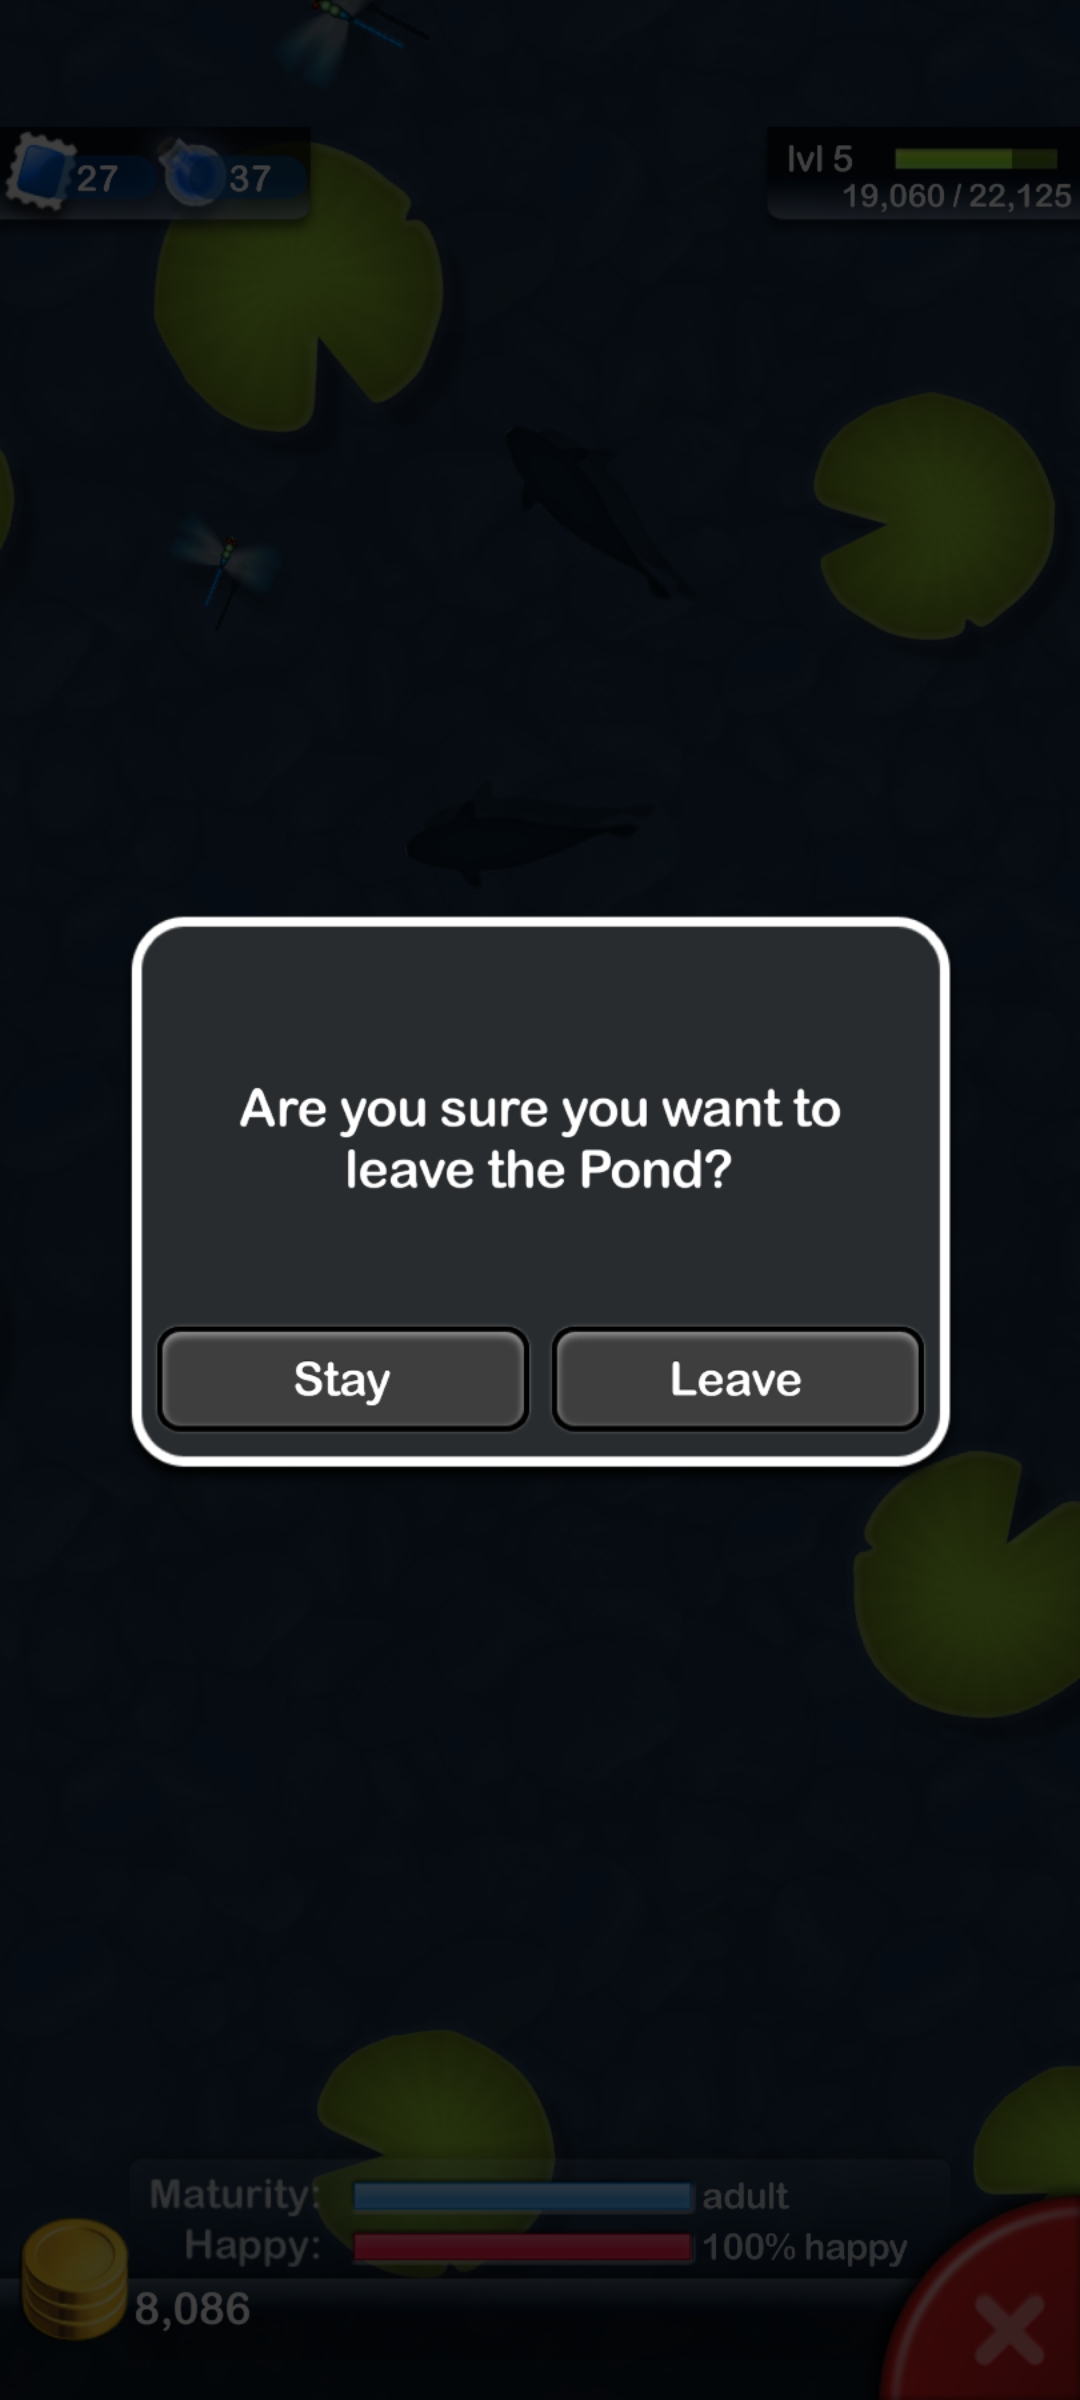 27
37
lvl 5
19,060 / 22,125
Are you sure you want to
leave the Pond?
Stay
Leave
Maturity:
adult
Happy:
100% happy
8,086